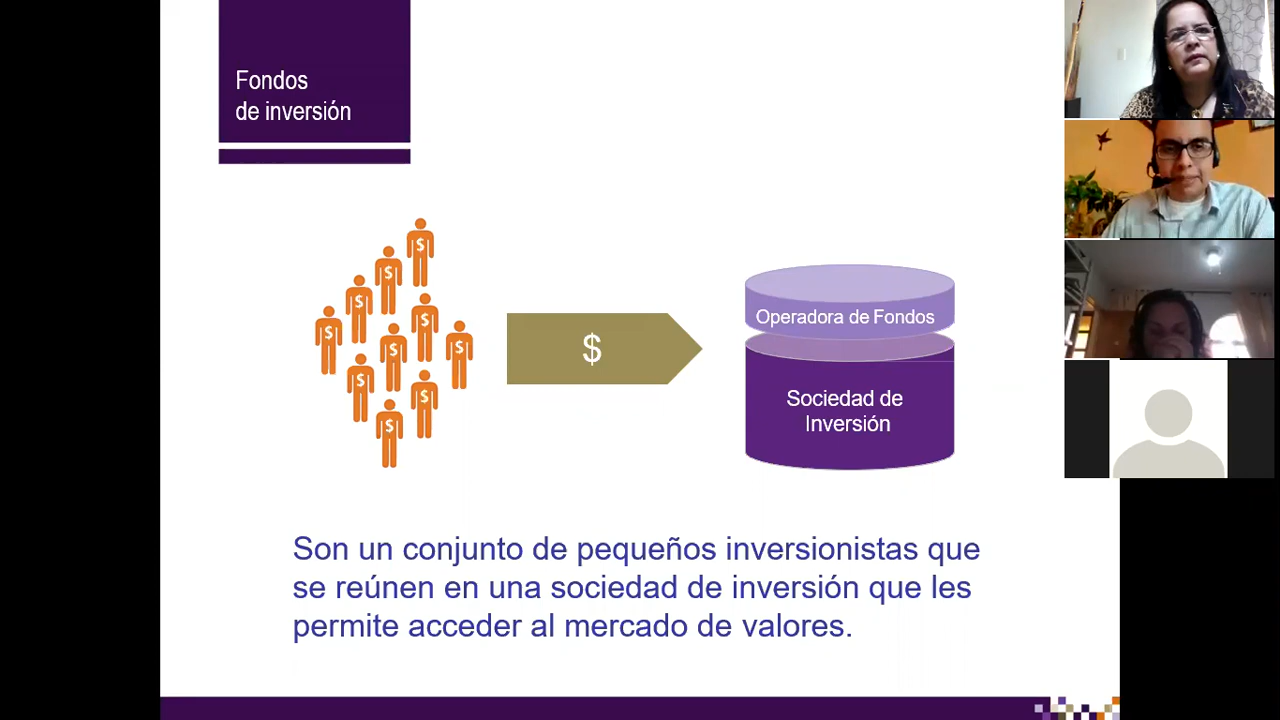 Fondos
de inversión
$
$
$
$
$
$
$
$
$
$
$
Operadora de Fondos
Sociedad de
Inversión
Son un conjunto de pequeños inversionistas que
se reúnen en una sociedad de inversión que les
permite acceder al mercado de valores.